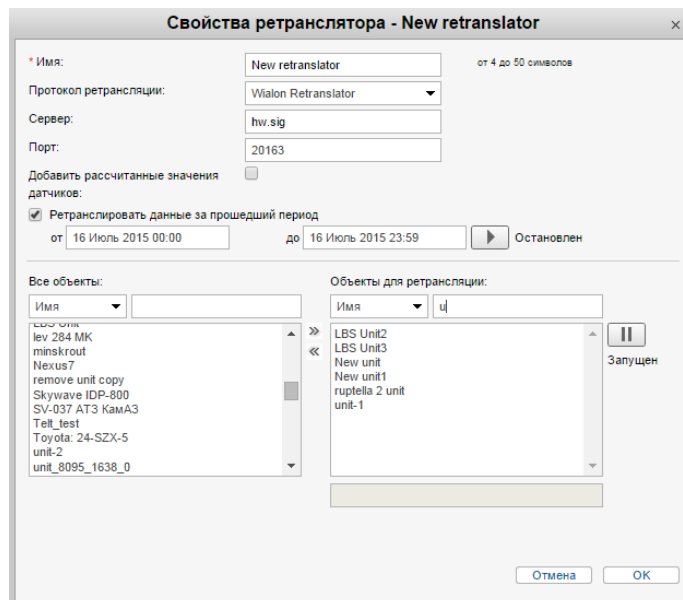 Свойства ретранслятора - New retranslator ×
* Имя: New retranslator от 4 до 50 символов
Протокол ретрансляции: Wialon Retranslator
Сервер: hw.sig
Порт: 20163
Добавить рассчитанные значения
датчиков:
Ретранслировать данные за прошедший период
от 16 Июль 2015 00:00 до 16 Июль 2015 23:59 Остановлен
Все объекты:
Имя
LBS Unit
lev 284 MK
minskrout
Nexus7
remove unit copy
Skywave IDP-800
SV-037 АТЗ КамАЗ
Telt_test
Toyota: 24-SZX-5
unit-2
unit_8095_1638_0
»
«
Объекты для ретрансляции:
Имя u
LBS Unit2
LBS Unit3
New unit
New unit1
ruptella 2 unit
unit-1
Запущен
Отмена OK